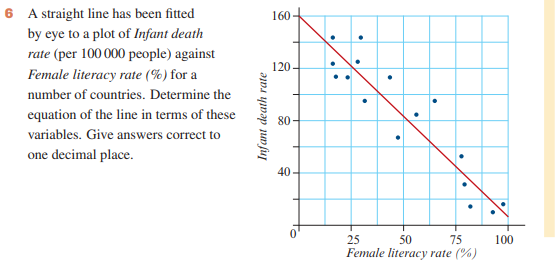 6 A straight line has been fitted
by eye to a plot of Infant death
rate (per 100 000 people) against
Female literacy rate (%) for a
number of countries. Determine the
equation of the line in terms of these
variables. Give answers correct to
one decimal place.
Infant death rate
160
120
80
40
0
25 50 75 100
Female literacy rate (%)